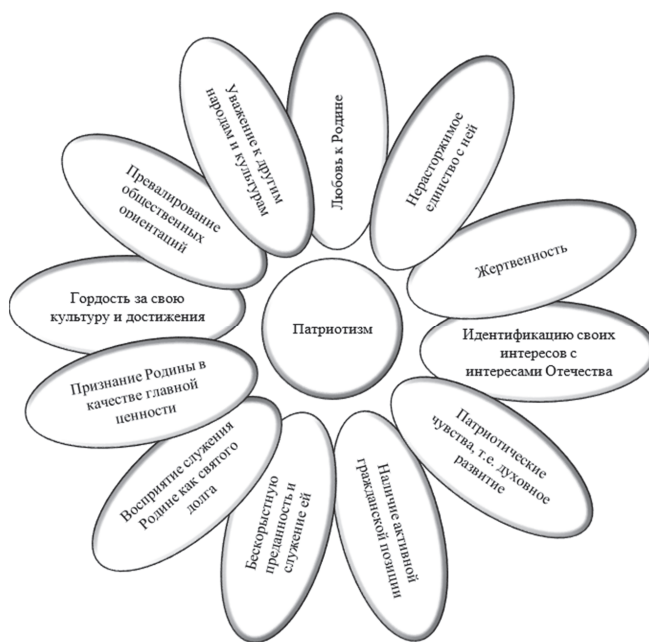 Любовь к Родине
Нерасторжимое
единство с ней
Жертвенность
Идентификацию своих
интересов с
интересами Отечества
Патриотические
чувства, т.е. духовное
развитие
Наличие активной
гражданской позиции
Бескорыстную
преданность и
служение ей
Восприятие служения
Родине как святого
долга
Признание Родины в
качестве главной
ценности
Гордость за свою
культуру и достижения
Превалирование
общественных
ориентаций
Уважение к другим
народам и культурам
Патриотизм